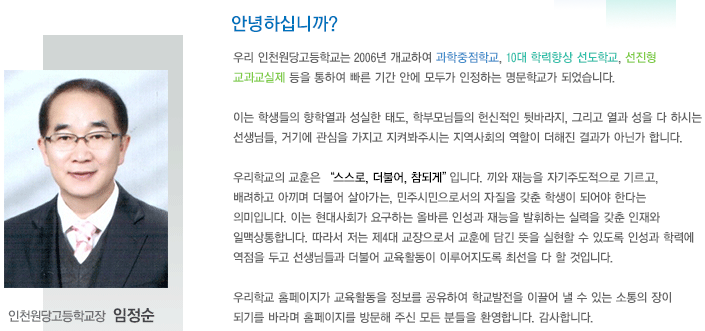 안녕하십니까?
우리 인천원당고등학교는 2006년 개교하여 과학중점학교, 10대 학력향상 선도학교, 선진형
교과교실제 등을 통하여 빠른 기간 안에 모두가 인정하는 명문학교가 되었습니다.
이는 학생들의 향학열과 성실한 태도, 학부모님들의 헌신적인 뒷바라지, 그리고 열과 성을 다 하시는
선생님들, 거기에 관심을 가지고 지켜봐주시는 지역사회의 역할이 더해진 결과가 아닌가 합니다.
우리학교의 교훈은 “스스로, 더불어, 참되게” 입니다. 끼와 재능을 자기주도적으로 기르고,
배려하고 아끼며 더불어 살아가는, 민주시민으로서의 자질을 갖춘 학생이 되어야 한다는
의미입니다. 이는 현대사회가 요구하는 올바른 인성과 재능을 발휘하는 실력을 갖춘 인재와
일맥상통합니다. 따라서 저는 제4대 교장으로서 교훈에 담긴 뜻을 실현할 수 있도록 인성과 학력에
역점을 두고 선생님들과 더불어 교육활동이 이루어지도록 최선을 다 할 것입니다.
우리학교 홈페이지가 교육활동을 정보를 공유하여 학교발전을 이끌어 낼 수 있는 소통의 장이
되기를 바라며 홈페이지를 방문해 주신 모든 분들을 환영합니다. 감사합니다.
인천원당고등학교장 임정순